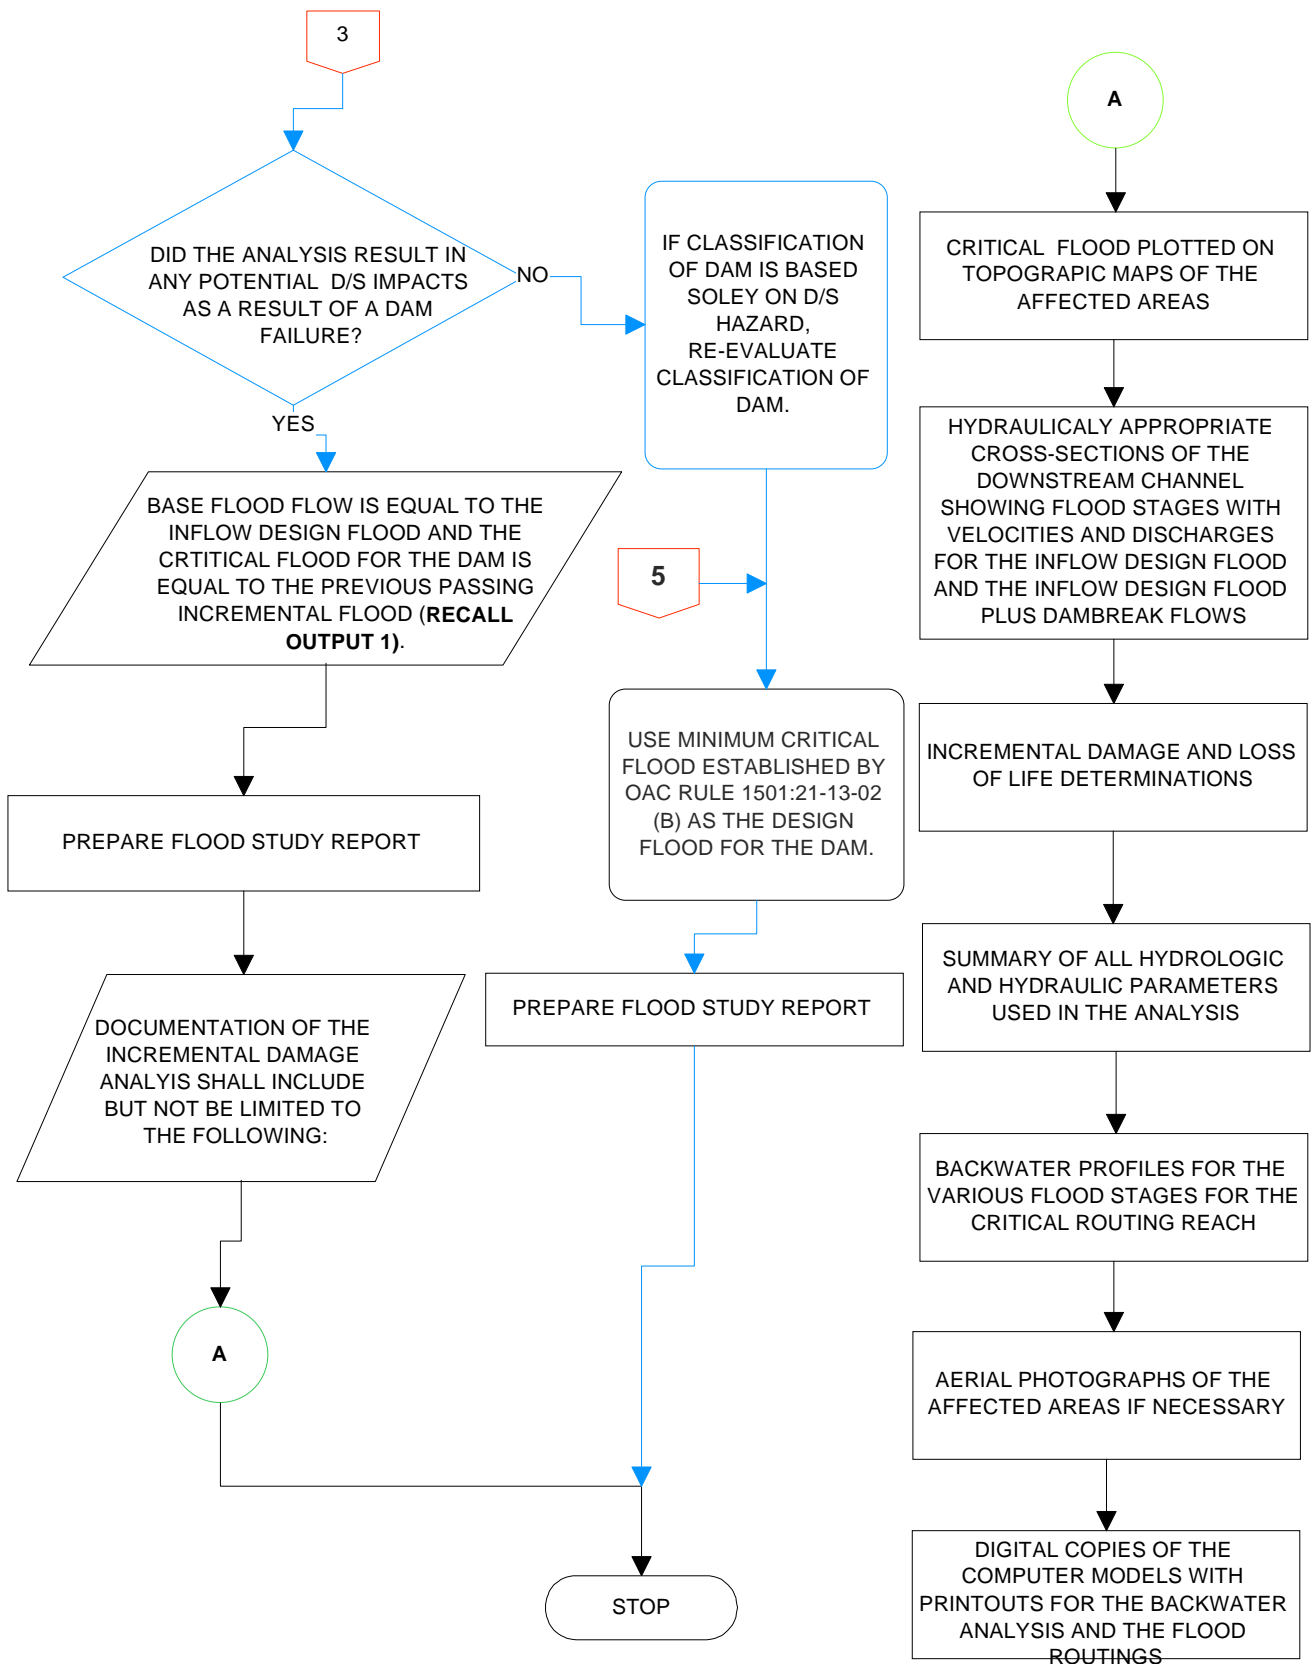 3
DID THE ANALYSIS RESULT IN
ANY POTENTIAL D/S IMPACTS
AS A RESULT OF A DAM
FAILURE?
NO
YES
IF CLASSIFICATION
OF DAM IS BASED
SOLEY ON D/S
HAZARD,
RE-EVALUATE
CLASSIFICATION OF
DAM.
BASE FLOOD FLOW IS EQUAL TO THE
INFLOW DESIGN FLOOD AND THE
CRTITICAL FLOOD FOR THE DAM IS
EQUAL TO THE PREVIOUS PASSING
INCREMENTAL FLOOD (RECALL
OUTPUT 1).
5
USE MINIMUM CRITICAL
FLOOD ESTABLISHED BY
OAC RULE 1501:21-13-02
(B) AS THE DESIGN
FLOOD FOR THE DAM.
PREPARE FLOOD STUDY REPORT
PREPARE FLOOD STUDY REPORT
DOCUMENTATION OF THE
INCREMENTAL DAMAGE
ANALYIS SHALL INCLUDE
BUT NOT BE LIMITED TO
THE FOLLOWING:
A
STOP
A
CRITICAL FLOOD PLOTTED ON
TOPOGRAPIC MAPS OF THE
AFFECTED AREAS
HYDRAULICALY APPROPRIATE
CROSS-SECTIONS OF THE
DOWNSTREAM CHANNEL
SHOWING FLOOD STAGES WITH
VELOCITIES AND DISCHARGES
FOR THE INFLOW DESIGN FLOOD
AND THE INFLOW DESIGN FLOOD
PLUS DAMBREAK FLOWS
INCREMENTAL DAMAGE AND LOSS
OF LIFE DETERMINATIONS
SUMMARY OF ALL HYDROLOGIC
AND HYDRAULIC PARAMETERS
USED IN THE ANALYSIS
BACKWATER PROFILES FOR THE
VARIOUS FLOOD STAGES FOR THE
CRITICAL ROUTING REACH
AERIAL PHOTOGRAPHS OF THE
AFFECTED AREAS IF NECESSARY
DIGITAL COPIES OF THE
COMPUTER MODELS WITH
PRINTOUTS FOR THE BACKWATER
ANALYSIS AND THE FLOOD
ROUTINGS